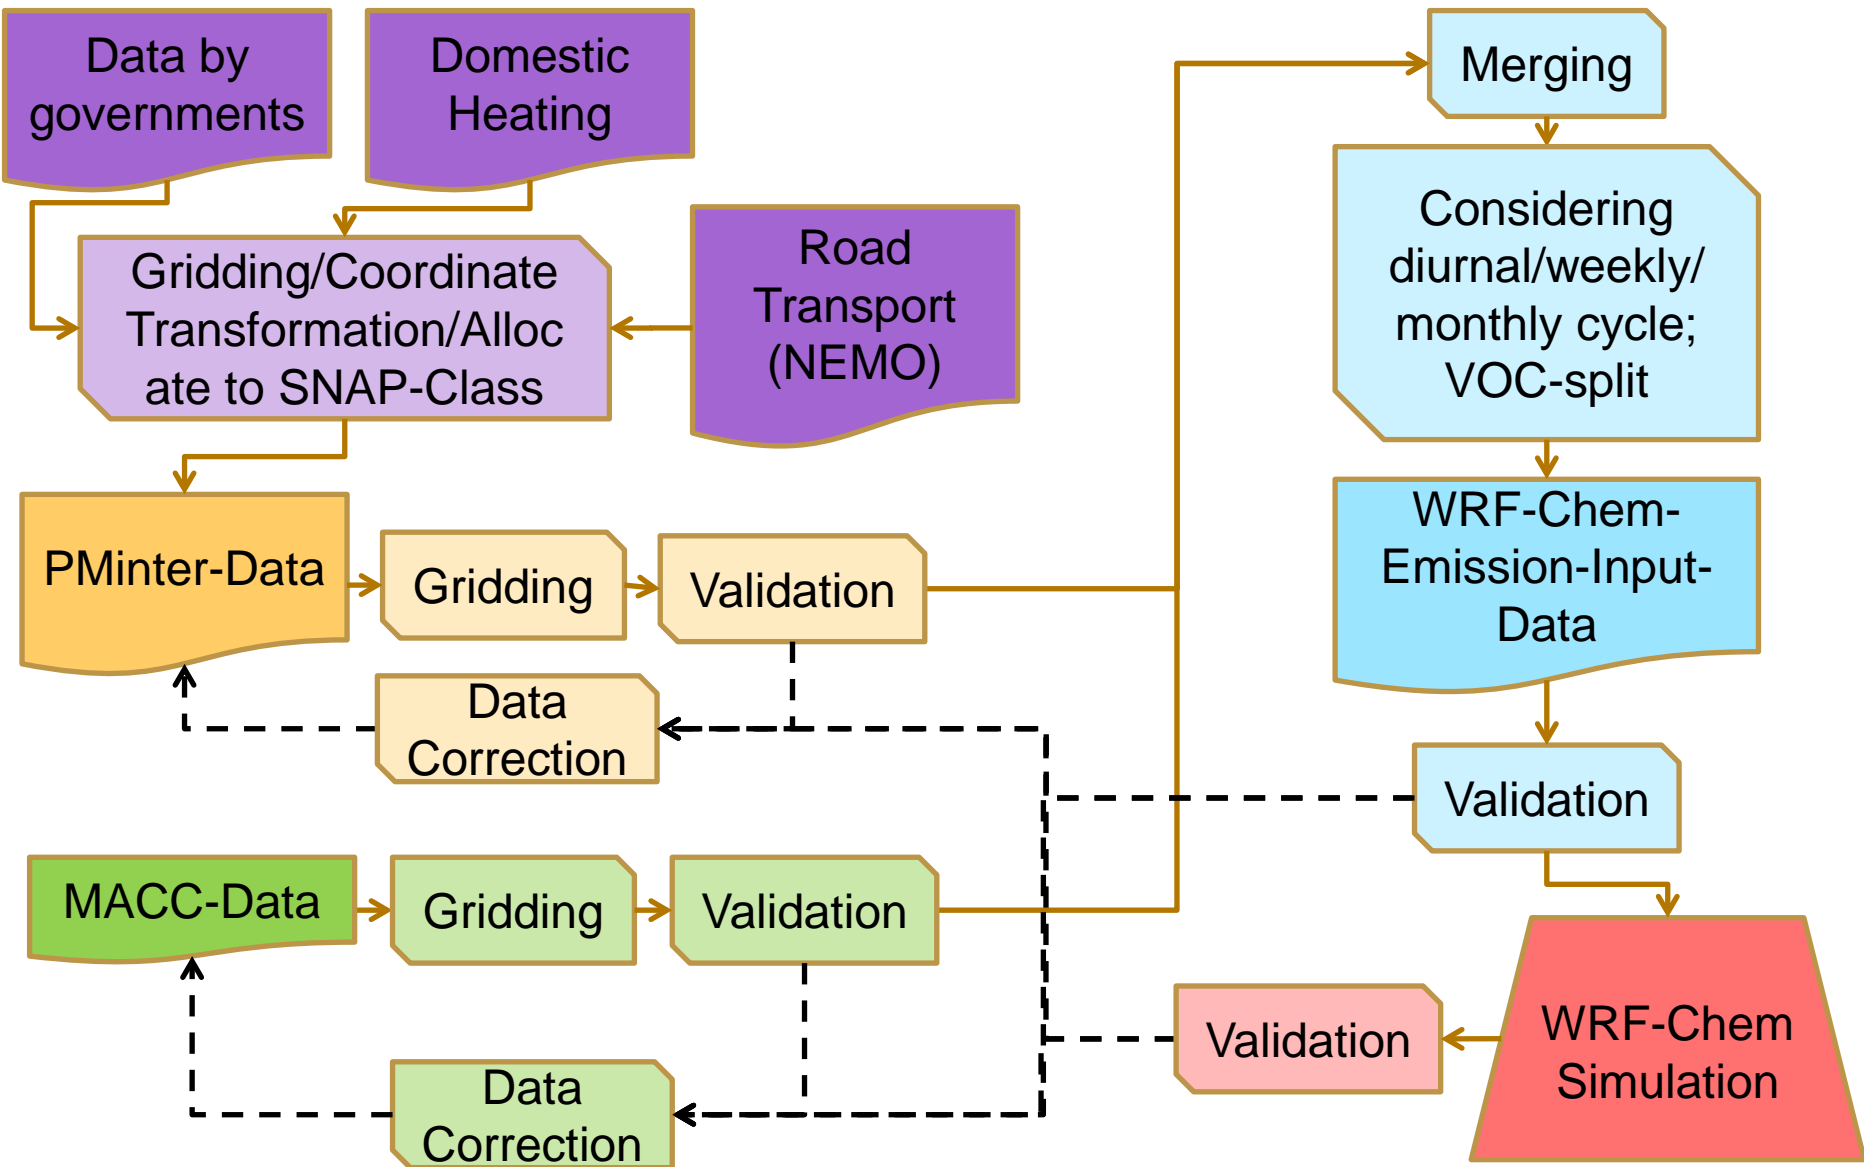 Data by
governments
Domestic
Heating
Gridding/Coordinate
Transformation/Alloc
ate to SNAP-Class
Road
Transport
(NEMO)
PMinter-Data
Gridding
Validation
Data
Correction
MACC-Data
Gridding
Validation
Data
Correction
Merging
Considering
diurnal/weekly/
monthly cycle;
VOC-split
WRF-Chem-
Emission-Input-
Data
Validation
WRF-Chem
Simulation
Validation